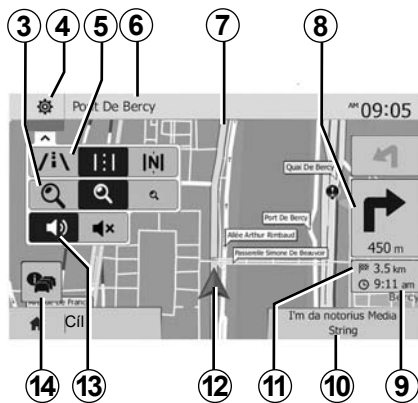 3
4
5
6
7
8
Pont De Bercy
AM 09:05
N
Quai De Bercy
Port De Bercy
Allée Arthur Rimbaud
Passerelle Simone De Beauvoir
450 m
3.5 km
9:11 am
Bercy
Cíl
I'm da notorius Media
String
14
13
12
11
10
9